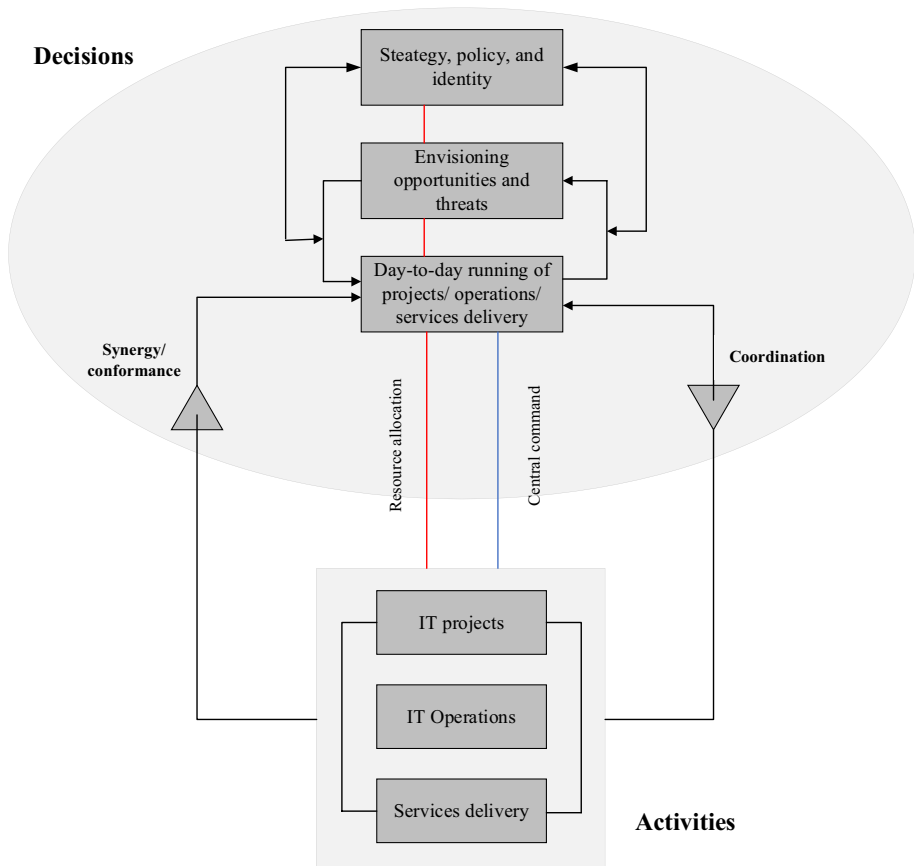 Decisions
Steategy, policy, and
identity
Envisioning
opportunities and
threats
Day-to-day running of
projects/ operations/
services delivery
Synergy/
conformance
Coordination
Resource allocation
Central command
IT projects
IT Operations
Services delivery
Activities